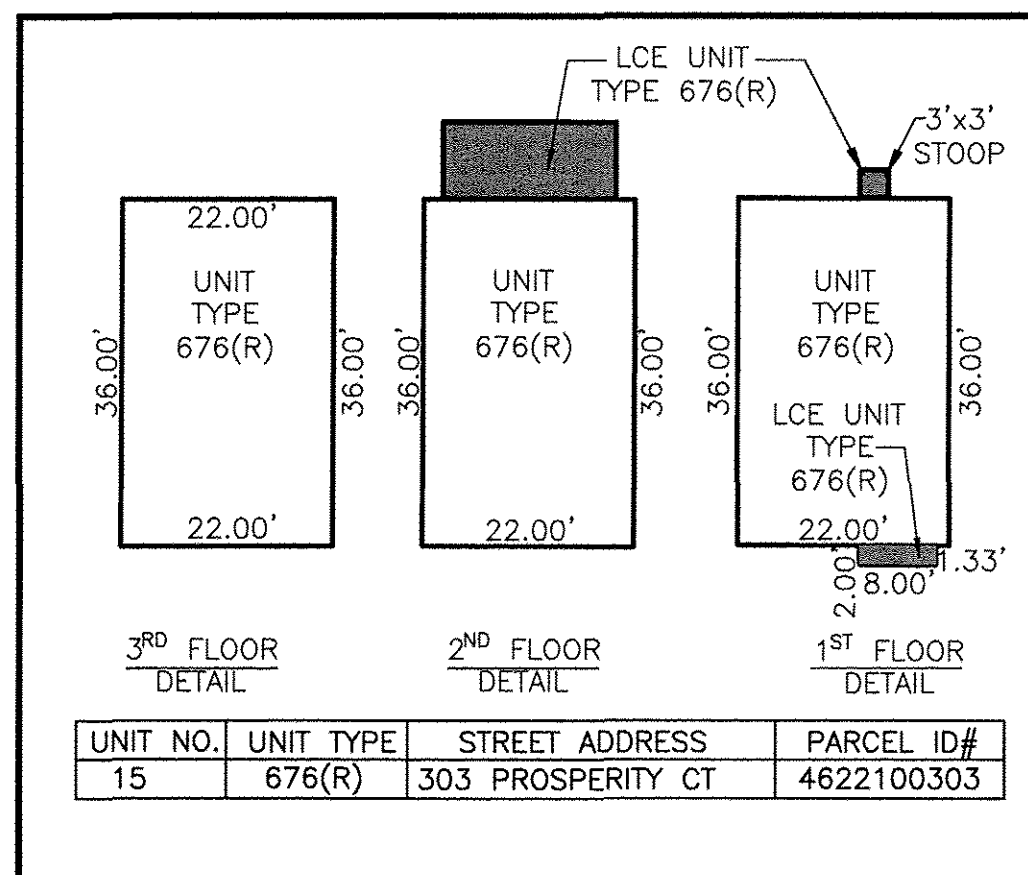 LCE UNIT
TYPE 676(R)
3'x3'
STOOP
22.00'
UNIT
TYPE
676(R)
36.00'
36.00'
22.00'
3RD FLOOR
DETAIL
UNIT
TYPE
676(R)
36.00'
36.00'
22.00'
2ND FLOOR
DETAIL
UNIT
TYPE
676(R)
36.00'
36.00'
LCE UNIT
TYPE
676(R)
22.00'
2.00'
8.00'
1.33'
1ST FLOOR
DETAIL
UNIT NO. UNIT TYPE STREET ADDRESS PARCEL ID#
15 676(R) 303 PROSPERITY CT 4622100303